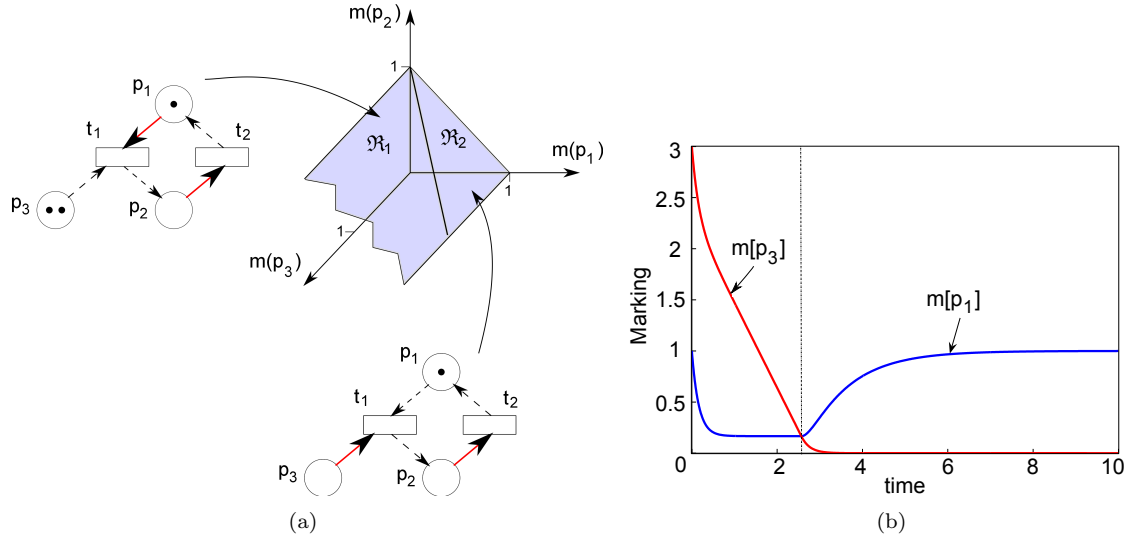 m(p2)
1
p1
t1
t2
ℜ1
ℜ2
m(p1)
1
p3
p2
1
m(p3)
p1
t1
t2
p3
p2
(a)
3
2.5
2
1.5
1
0.5
0
2
4
6
8
10
Marking
time
m[p3]
m[p1]
(b)